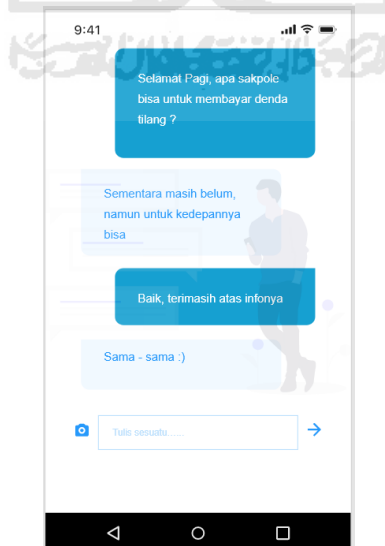 9:41
Selamat Pagi, apa sakpole
bisa untuk membayar denda
tilang ?
Sementara masih belum,
namun untuk kedepannya
bisa
Baik, terimasih atas infonya
Sama - sama :)
Tulis sesuatu......